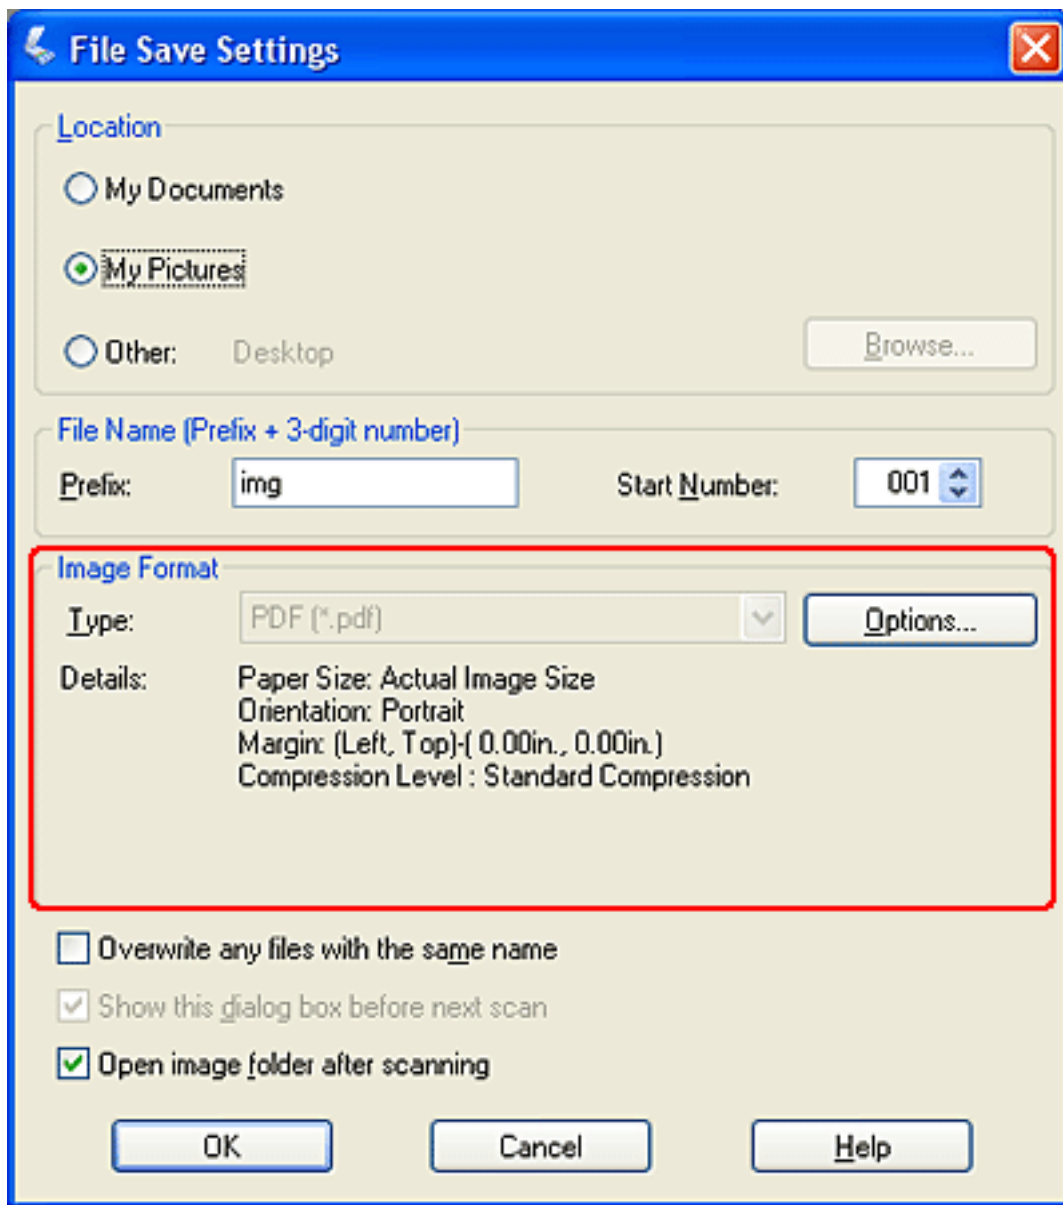 File Save Settings
Location
My Documents
My Pictures
Other: Desktop Browse...
File Name (Prefix + 3-digit number)
Prefix: img Start Number: 001
Image Format
Type: PDF (*.pdf) Options...
Details: Paper Size: Actual Image Size
Orientation: Portrait
Margin: (Left, Top)-( 0.00in., 0.00in.)
Compression Level : Standard Compression
Overwrite any files with the same name
Show this dialog box before next scan
Open image folder after scanning
OK Cancel Help